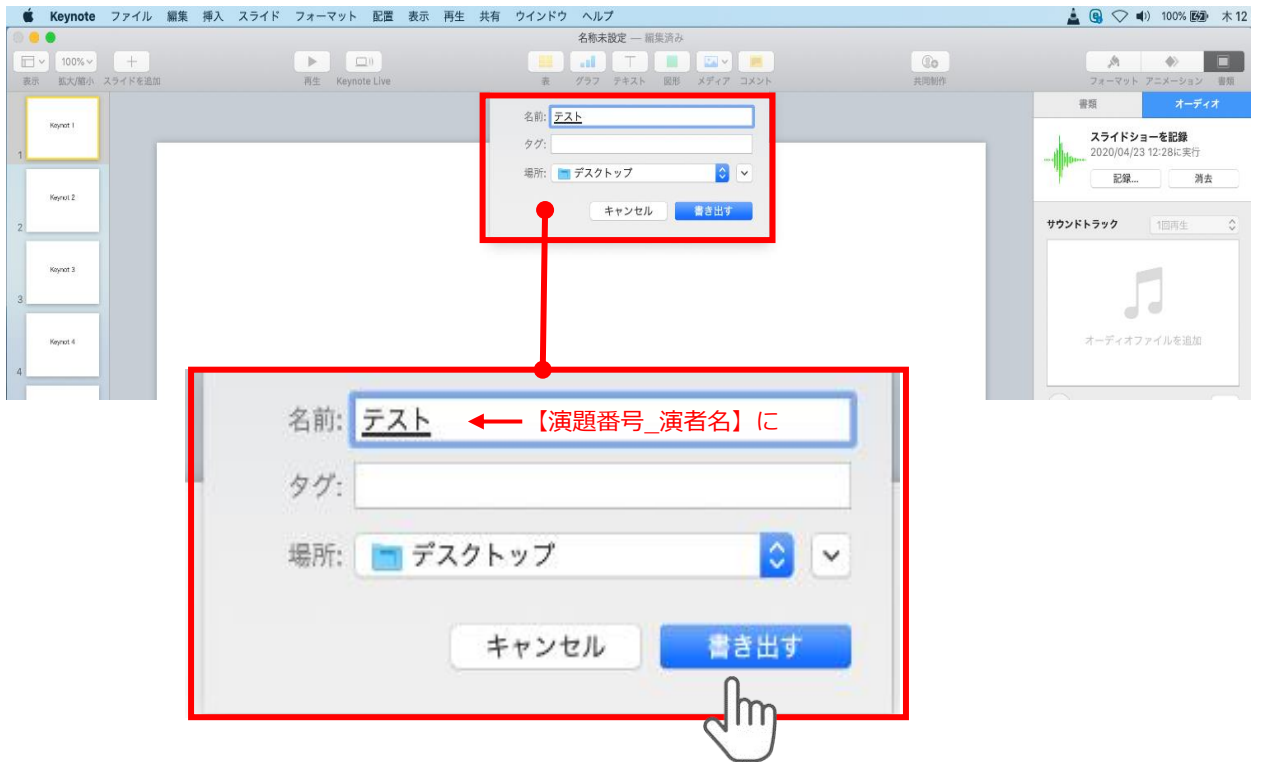 Keynote ファイル 編集 挿入 スライド フォーマット 配置 表示 再生 共有 ウインドウ ヘルプ 100% 木 12
名称未設定 — 編集済み
100%
表示 拡大/縮小 スライドを追加 再生 Keynote Live 表 グラフ テキスト 図形 メディア コメント 共同制作 フォーマット アニメーション 書類
書類 オーディオ
Keynot 1
1
Keynot 2
2
Keynot 3
3
Keynot 4
4
名前: テスト
タグ:
場所: デスクトップ
キャンセル 書き出す
スライドショーを記録
2020/04/23 12:28に実行
記録... 消去
サウンドトラック 1回再生
オーディオファイルを追加
名前: テスト ←【演題番号_演者名】に
タグ:
場所: デスクトップ
キャンセル 書き出す